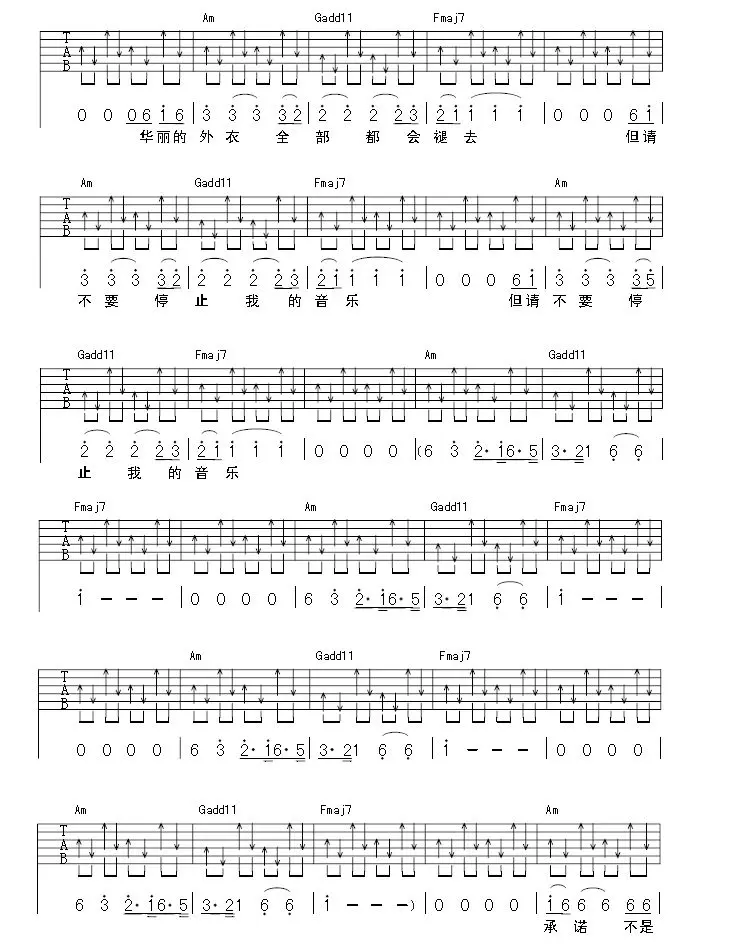 Am Gadd11 Fmaj7
T
A
B
0 0 0 6 1 6 3 3 3 3 2 2 2 2 2 3 2 1 1 1 1 0 0 0 6 1
华丽的 外衣 全部都会褪去 但请
Am Gadd11 Fmaj7 Am
T
A
B
3 3 3 3 2 2 2 2 2 3 2 1 1 1 1 0 0 0 6 1 3 3 3 3 5
不要停止我的音乐 但请不要停
Gadd11 Fmaj7 Am Gadd11
T
A
B
2 2 2 2 3 2 1 1 1 1 0 0 0 0 (6 3 2· 1 6· 5 3· 2 1 6 6
止我的音乐
Fmaj7 Am Gadd11 Fmaj7
T
A
B
1 - - - 0 0 0 0 6 3 2· 1 6· 5 3· 2 1 6 6 1 - - -
Am Gadd11 Fmaj7
T
A
B
0 0 0 0 6 3 2· 1 6· 5 3· 2 1 6 6 1 - - - 0 0 0 0
Am Gadd11 Fmaj7 Am
T
A
B
6 3 2· 1 6· 5 3· 2 1 6 6 1 - - -) 0 0 0 0 1 6 6 6 6 6
承诺 不是